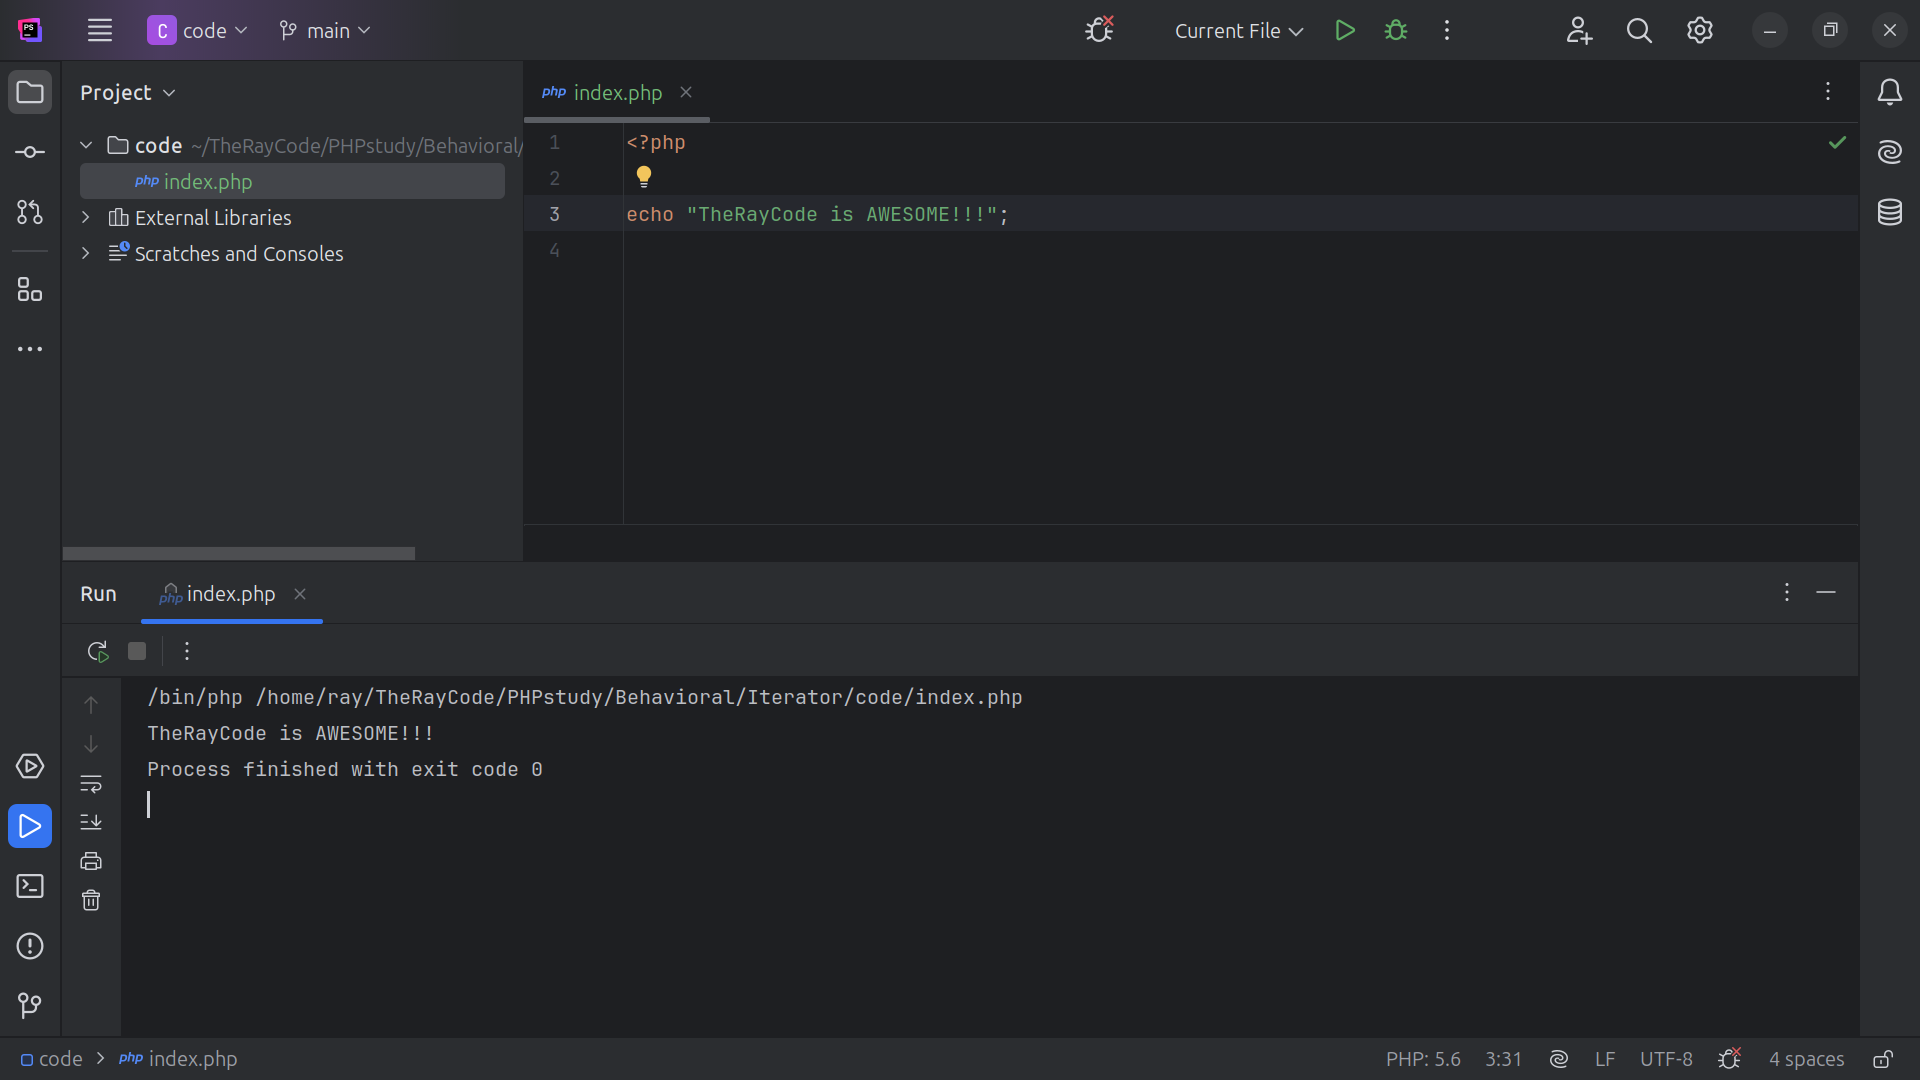 PS
C code
main
Current File
Project
code ~/TheRayCode/PHPstudy/Behavioral/
php index.php
External Libraries
Scratches and Consoles
php index.php
1 <?php
2
3 echo "TheRayCode is AWESOME!!!";
4
Run
php index.php
/bin/php /home/ray/TheRayCode/PHPstudy/Behavioral/Iterator/code/index.php
TheRayCode is AWESOME!!!
Process finished with exit code 0
code > php index.php
PHP: 5.6 3:31 LF UTF-8 4 spaces